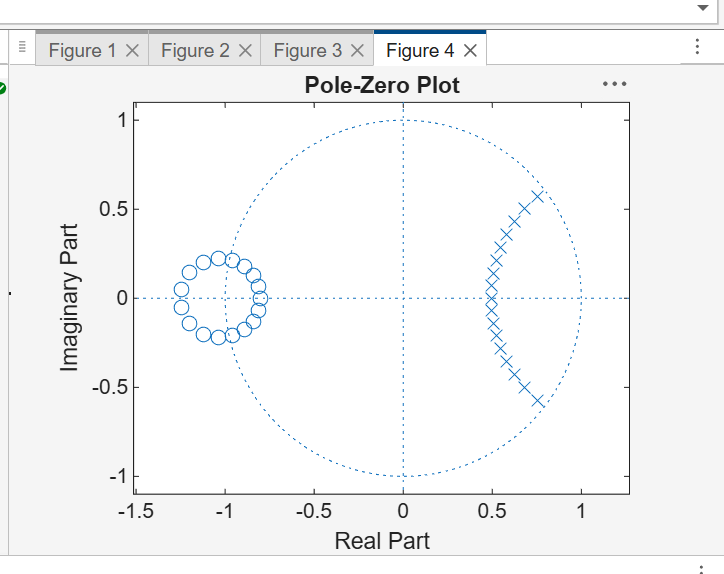 Figure 1 Figure 2 Figure 3 Figure 4
Pole-Zero Plot
1
0.5
0
-0.5
-1
Imaginary Part
-1.5 -1 -0.5 0 0.5 1
Real Part